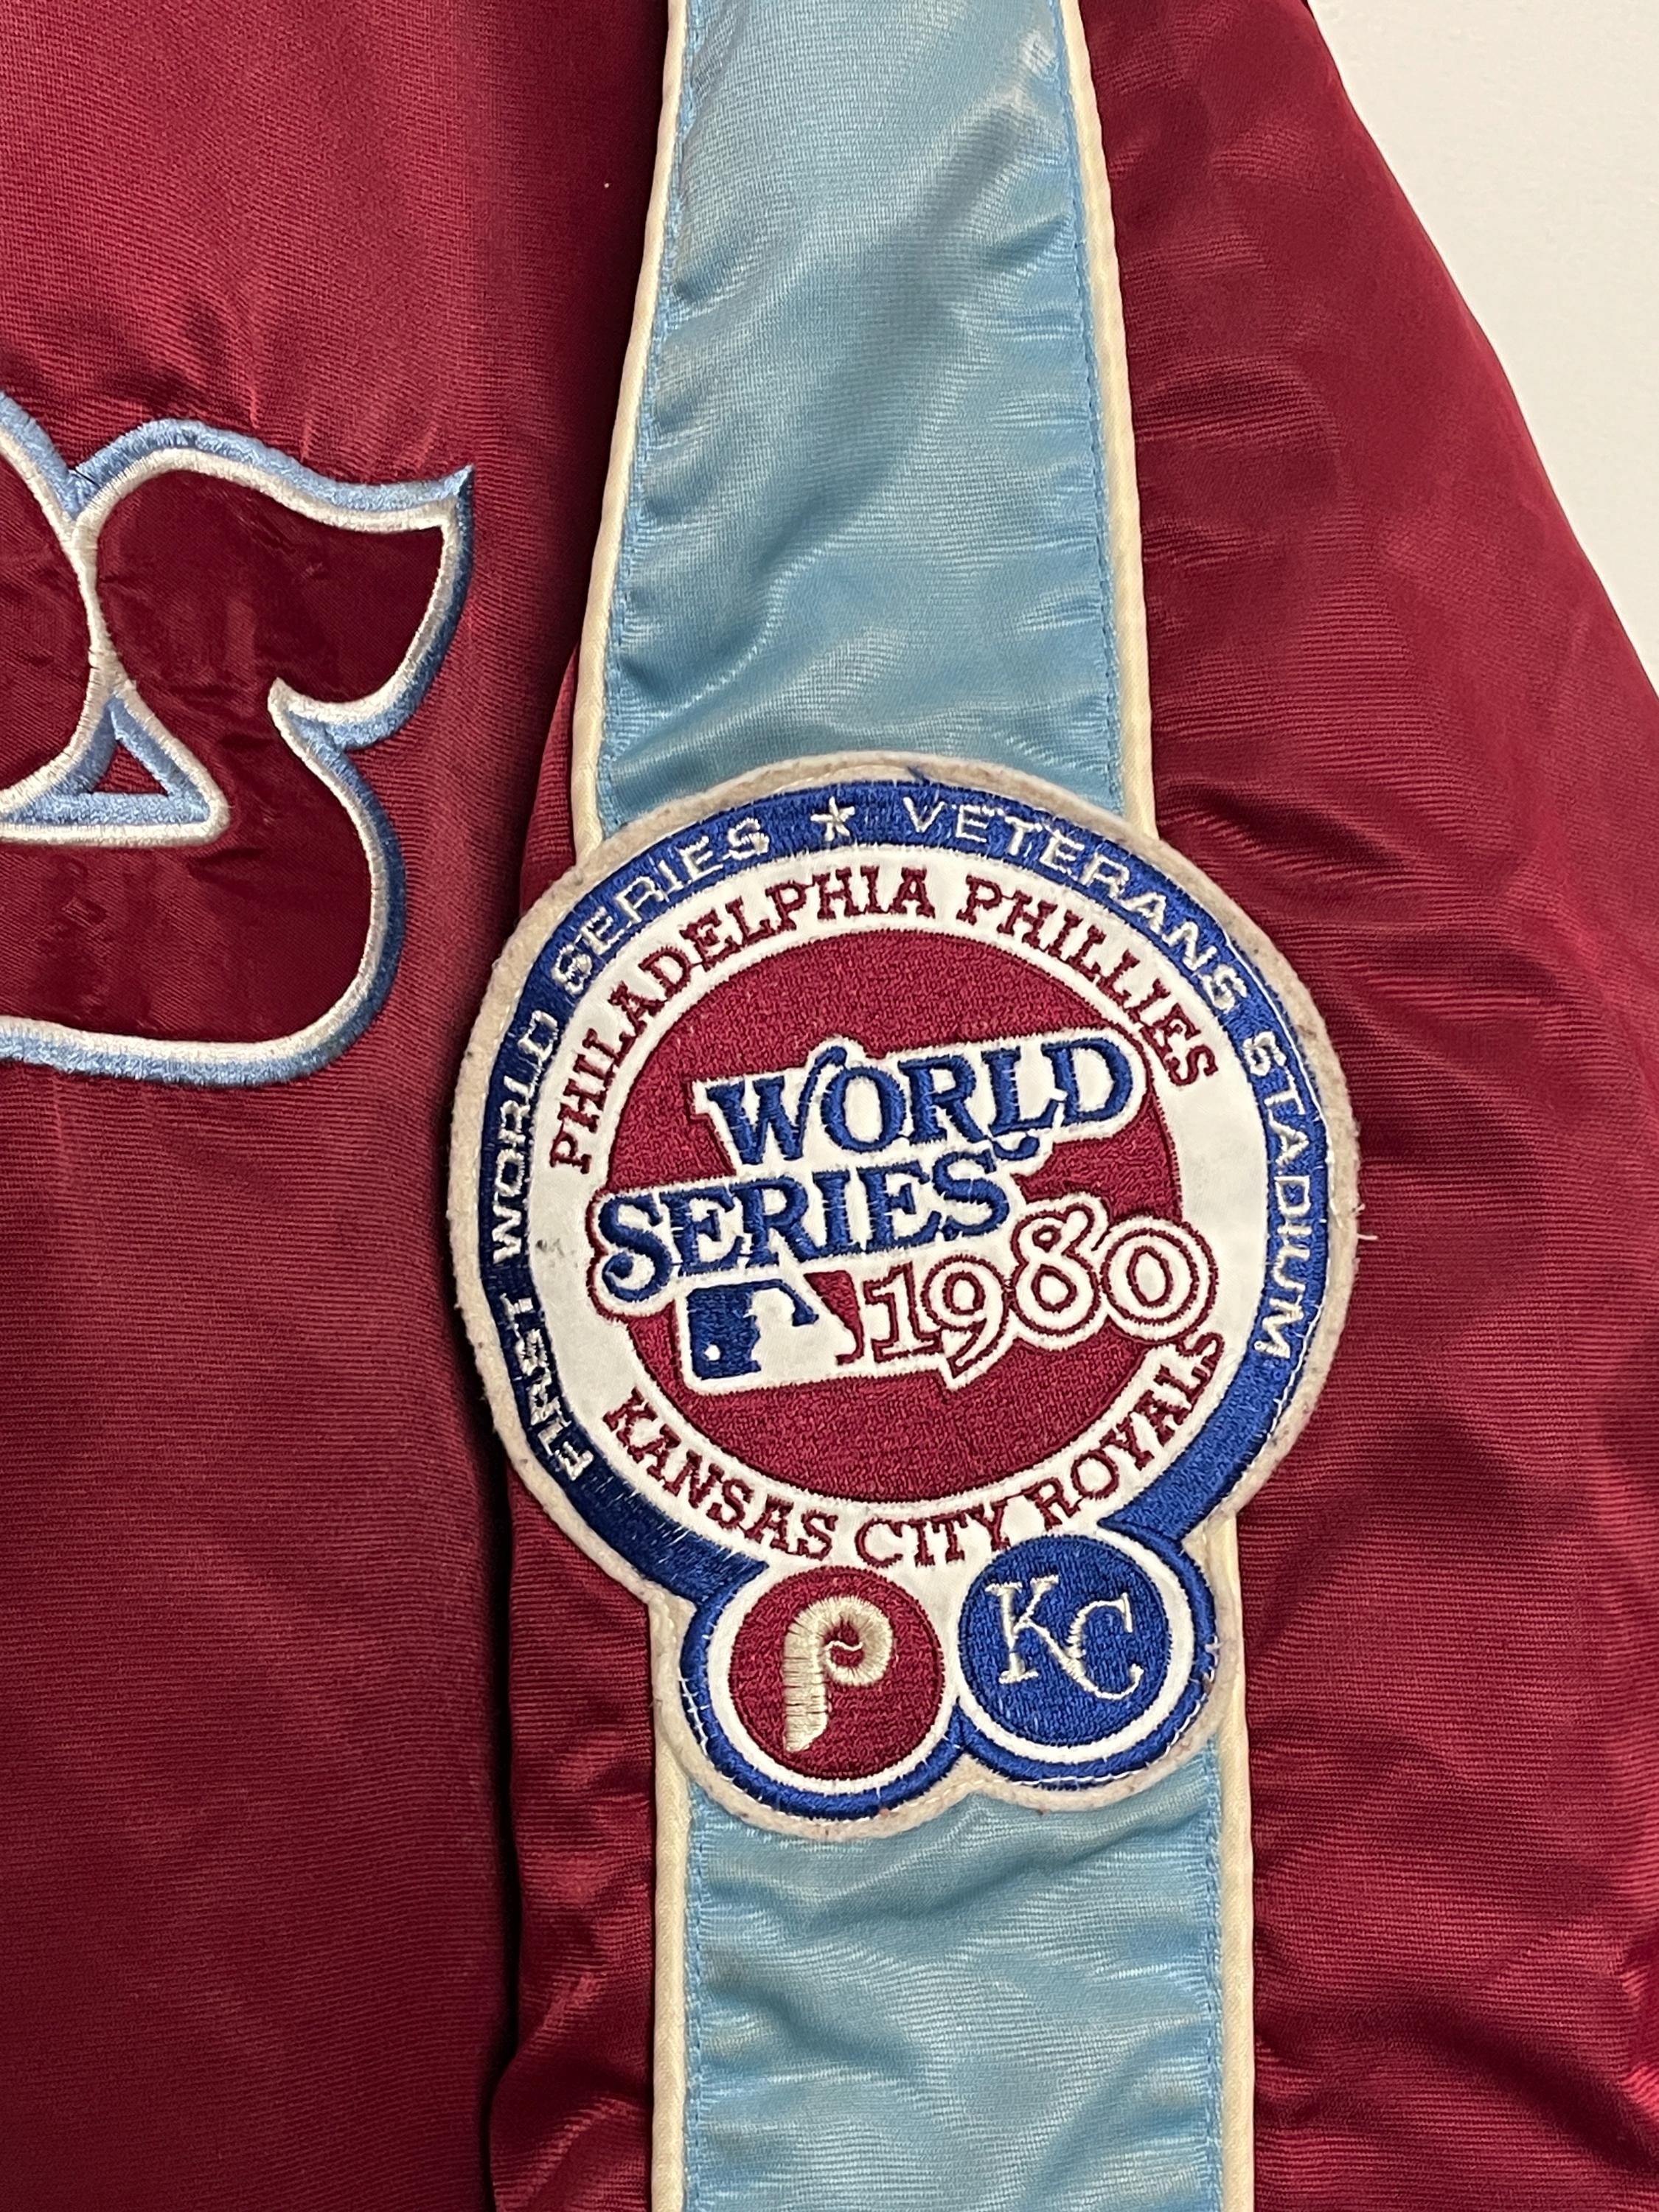 FIRST WORLD SERIES ★ VETERANS STADIUM
PHILADELPHIA PHILLIES
WORLD
SERIES
1980
KANSAS CITY ROYALS
P
KC
s